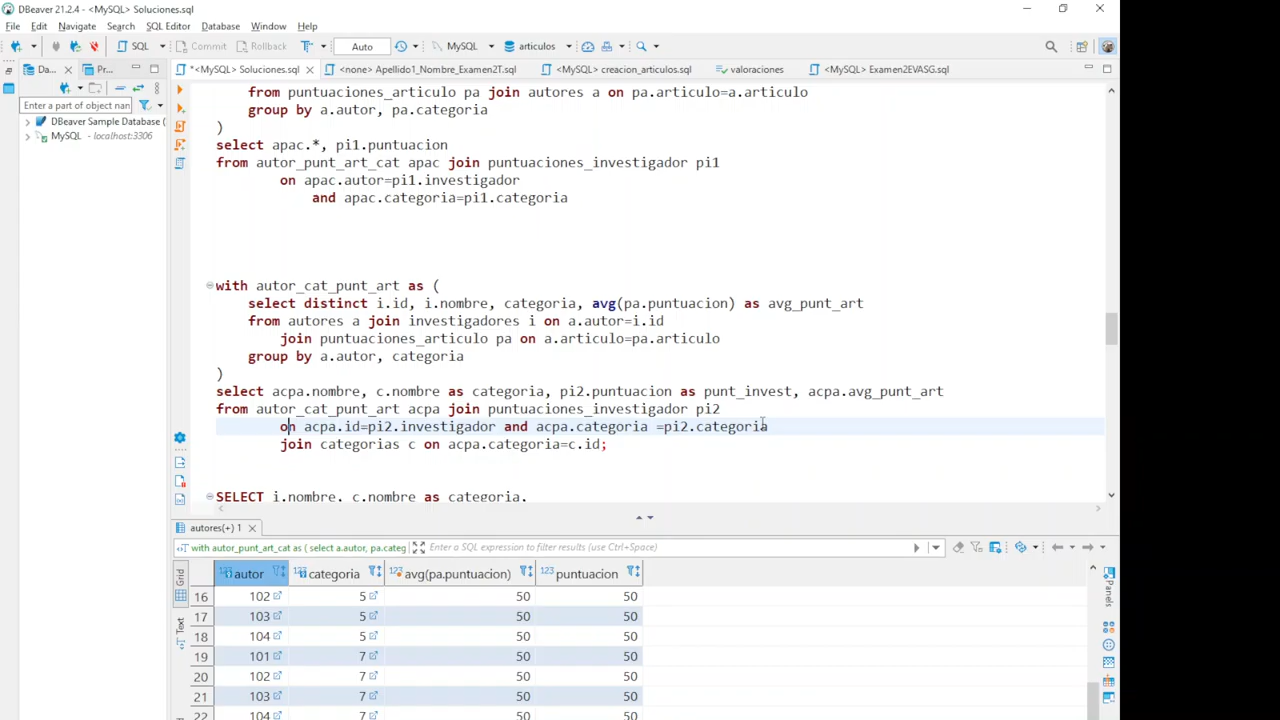 DBeaver 21.2.4 - <MySQL> Soluciones.sql
File Edit Navigate Search SQL Editor Database Window Help
SQL Commit Rollback Auto MySQL articulos
Da... Pr... *<MySQL> Soluciones.sql <none> Apellido1_Nombre_Examen2T.sql <MySQL> creacion_articulos.sql valoraciones <MySQL> Examen2EVASG.sql
Enter a part of object nan
DBeaver Sample Database (
MySQL - localhost:3306
from puntuaciones_articulo pa join autores a on pa.articulo=a.articulo
group by a.autor, pa.categoria
)
select apac.*, pi1.puntuacion
from autor_punt_art_cat apac join puntuaciones_investigador pi1
on apac.autor=pi1.investigador
and apac.categoria=pi1.categoria
with autor_cat_punt_art as (
select distinct i.id, i.nombre, categoria, avg(pa.puntuacion) as avg_punt_art
from autores a join investigadores i on a.autor=i.id
join puntuaciones_articulo pa on a.articulo=pa.articulo
group by a.autor, categoria
)
select acpa.nombre, c.nombre as categoria, pi2.puntuacion as punt_invest, acpa.avg_punt_art
from autor_cat_punt_art acpa join puntuaciones_investigador pi2
on acpa.id=pi2.investigador and acpa.categoria =pi2.categoria
join categorias c on acpa.categoria=c.id;
SELECT i.nombre, c.nombre as categoria,
autores(+) 1
with autor_punt_art_cat as ( select a.autor, pa.categ Enter a SQL expression to filter results (use Ctrl+Space)
Grid
Text
Panels
autor categoria avg(pa.puntuacion) puntuacion
16 102 5 50 50
17 103 5 50 50
18 104 5 50 50
19 101 7 50 50
20 102 7 50 50
21 103 7 50 50
22 104 7 50 50